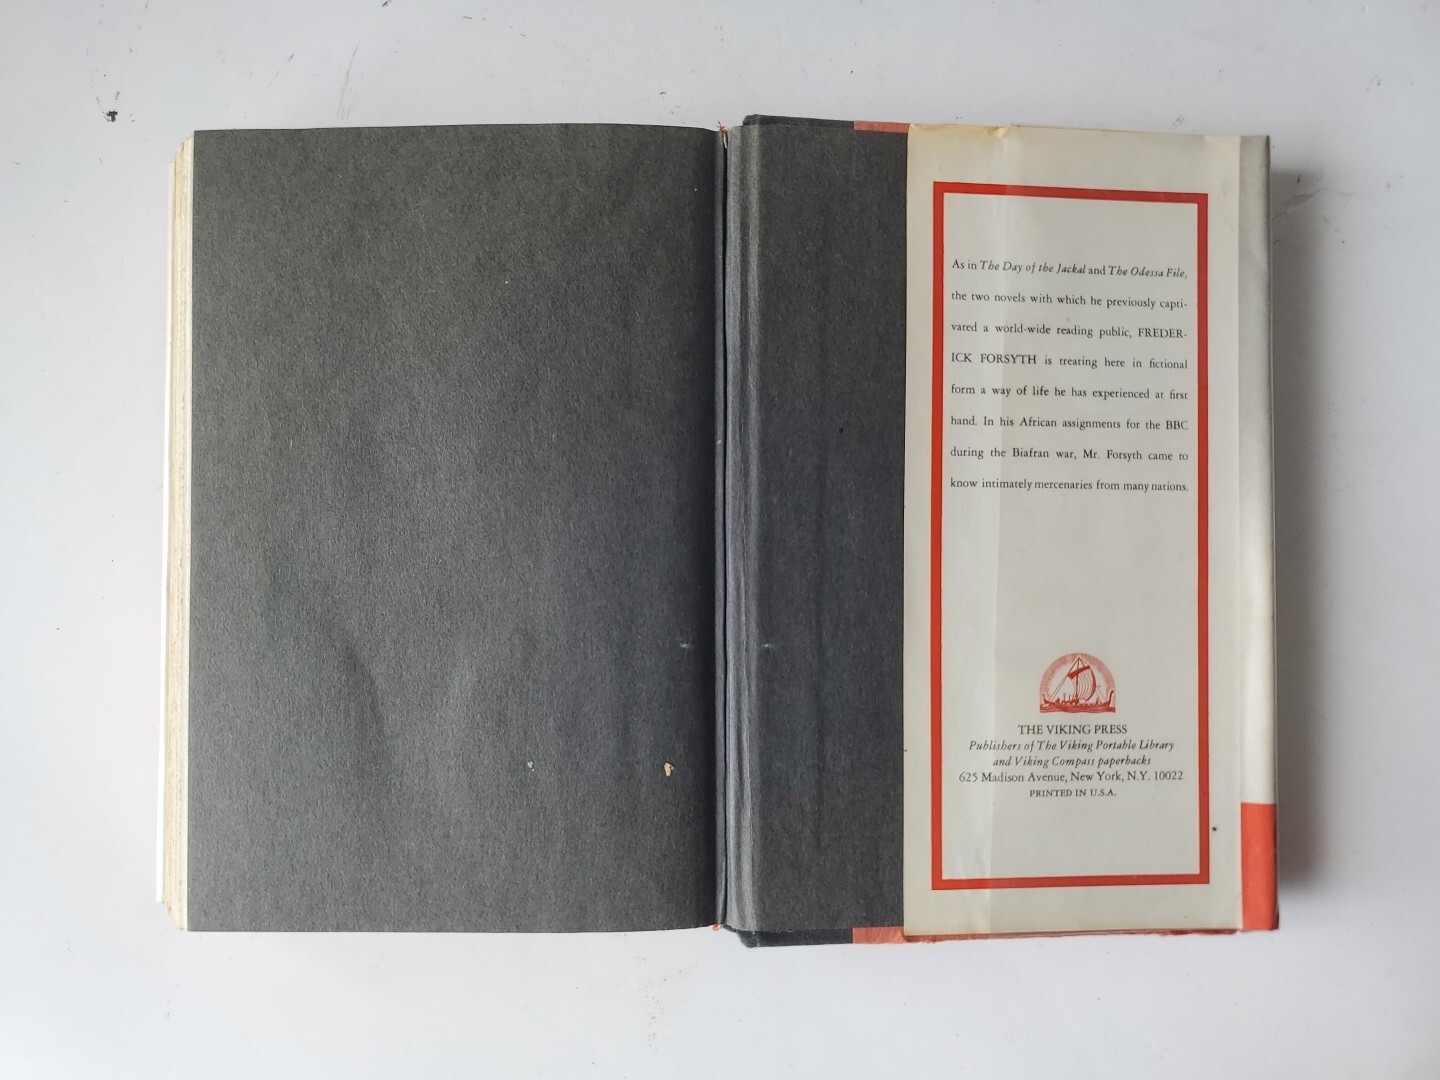 As in The Day of the Jackal and The Odessa File,
the two novels with which he previously capti-
vated a world-wide reading public, FREDER-
ICK FORSYTH is treating here in fictional
form a way of life he has experienced at first
hand. In his African assignments for the BBC
during the Biafran war, Mr. Forsyth came to
know intimately mercenaries from many nations.
THE VIKING PRESS
Publishers of The Viking Portable Library
and Viking Compass paperbacks
625 Madison Avenue, New York, N.Y. 10022
PRINTED IN U.S.A.